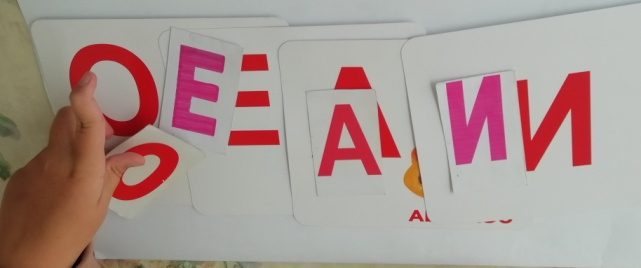 О Е Е А А И И
О